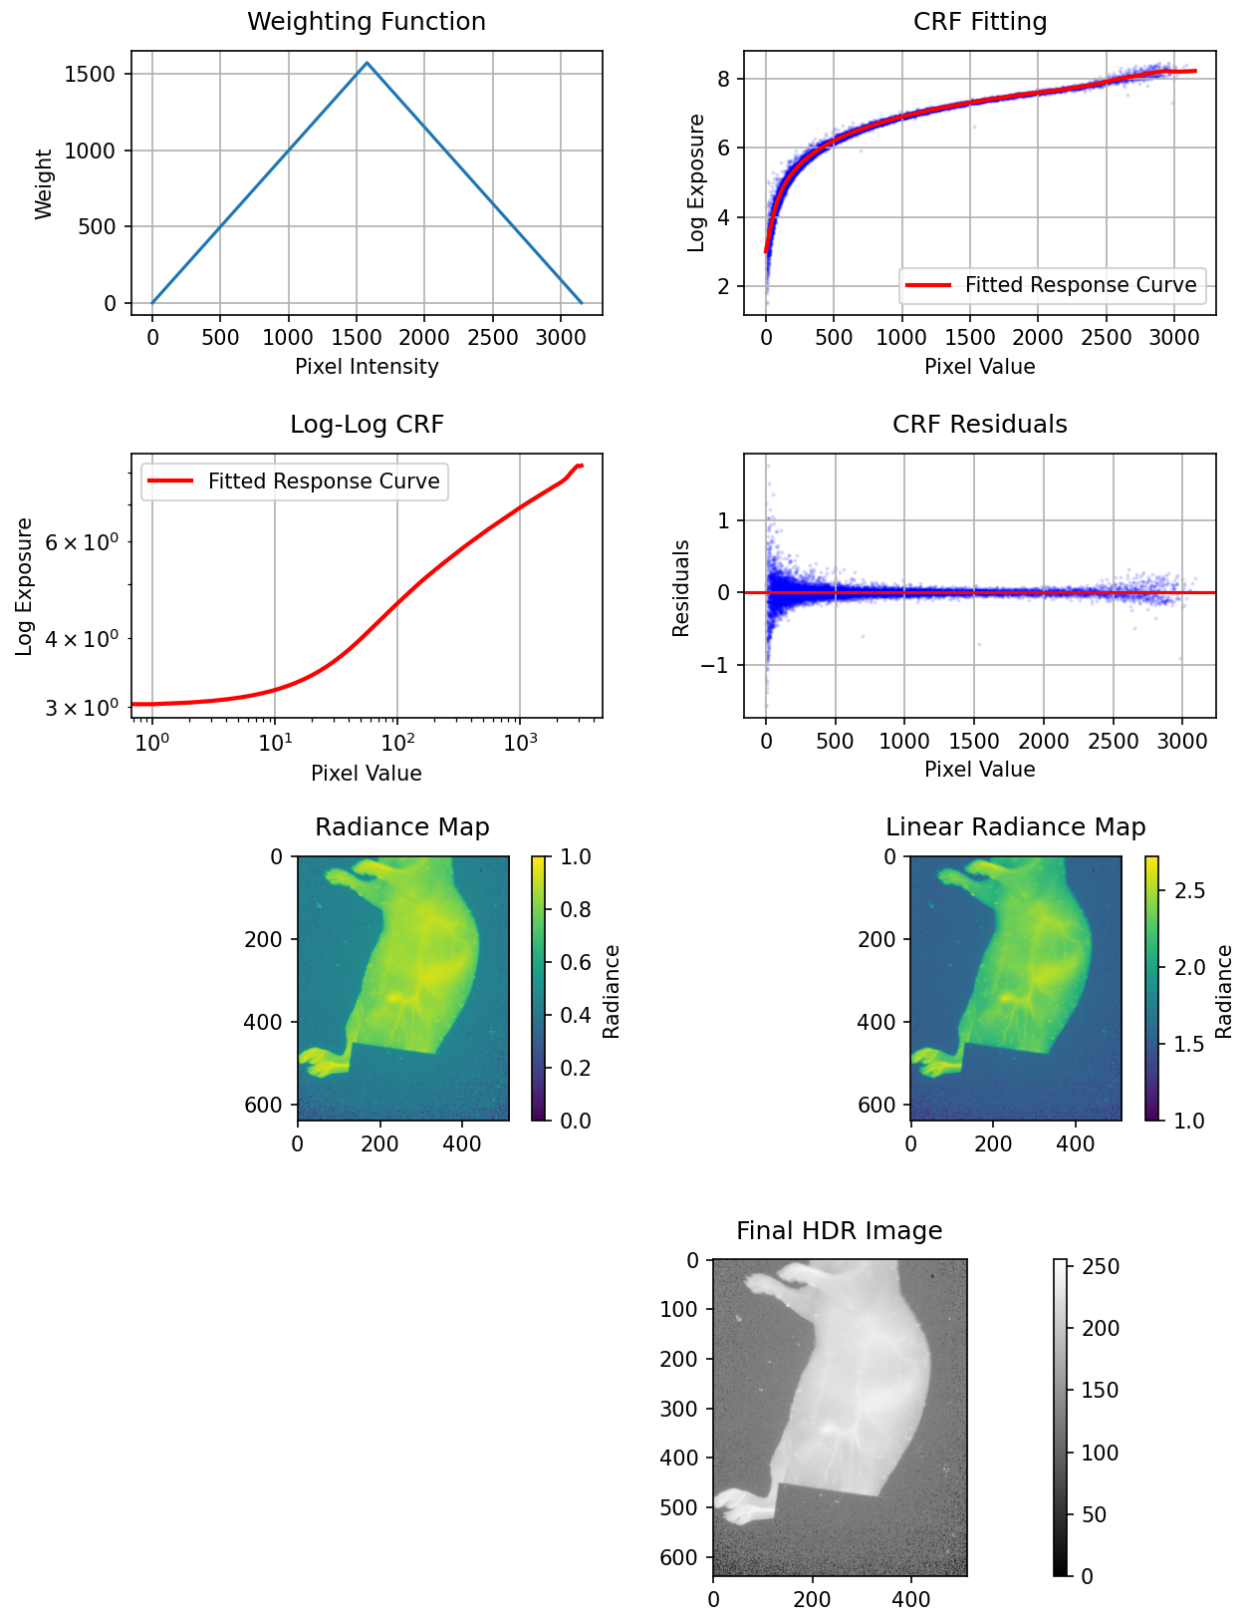 Weighting Function
1500
1000
500
0
Weight
0 500 1000 1500 2000 2500 3000
Pixel Intensity
CRF Fitting
8
6
4
2
Log Exposure
Fitted Response Curve
0 500 1000 1500 2000 2500 3000
Pixel Value
Log-Log CRF
Fitted Response Curve
6 × 10⁰
4 × 10⁰
3 × 10⁰
Log Exposure
10⁰ 10¹ 10² 10³
Pixel Value
CRF Residuals
1
0
−1
Residuals
0 500 1000 1500 2000 2500 3000
Pixel Value
Radiance Map
0
200
400
600
0 200 400
1.0
0.8
0.6
0.4
0.2
0.0
Radiance
Linear Radiance Map
0
200
400
600
0 200 400
2.5
2.0
1.5
1.0
Radiance
Final HDR Image
0
100
200
300
400
500
600
0 200 400
250
200
150
100
50
0